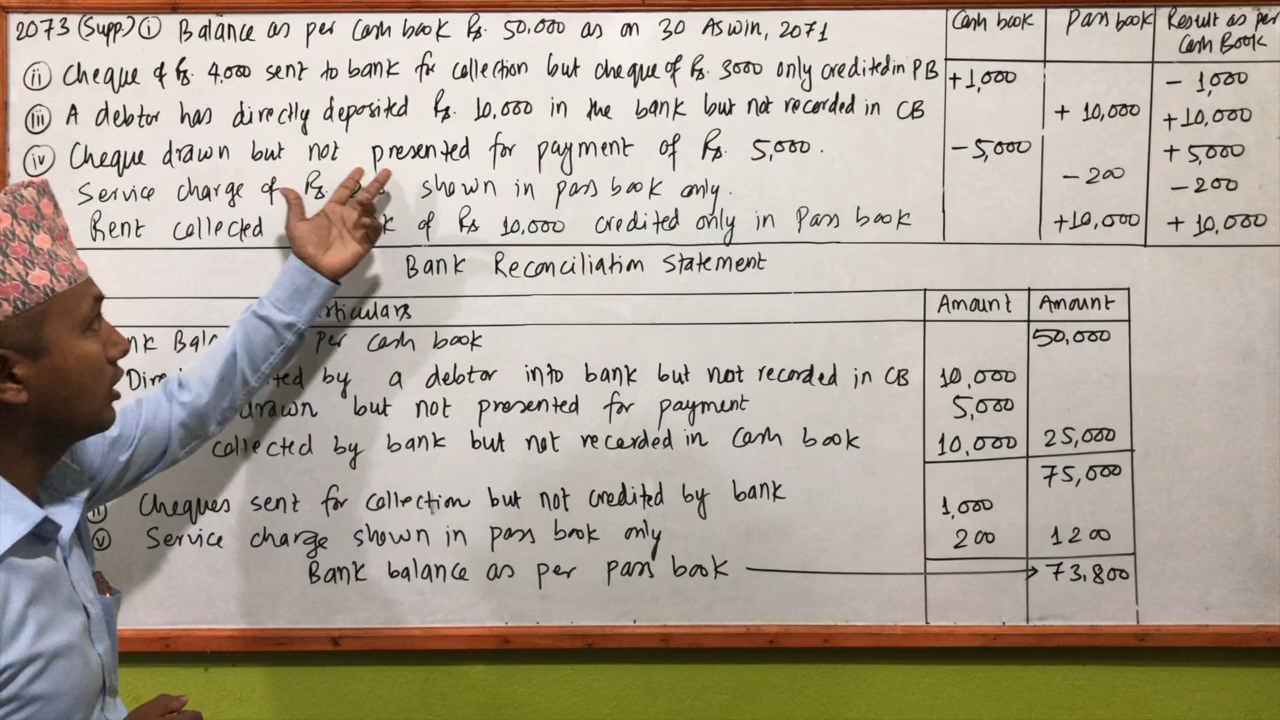 2073 (Supp.) (i) Balance as per Cash book Rs. 50,000 as on 30 Aswin, 2071
Cash book
Pass book
Result as per Cash Book
(ii) Cheque of Rs. 4,000 sent to bank for collection but cheque of Rs. 3000 only credited in PB
+1,000
- 1,000
(iii) A debtor has directly deposited Rs. 10,000 in the bank but not recorded in CB
+ 10,000
+10,000
(iv) Cheque drawn but not presented for payment of Rs. 5,000.
-5,000
+ 5,000
Service charge of Rs. shown in pass book only.
- 200
- 200
Rent collected of Rs 10,000 credited only in Pass book
+10,000
+ 10,000
Bank Reconciliation Statement
Amount
Amount
per cash book
50,000
by a debtor into bank but not recorded in CB
10,000
drawn but not presented for payment
5,000
collected by bank but not recorded in Cash book
10,000
25,000
75,000
Cheques sent for collection but not credited by bank
1,000
(v) Service charge shown in pass book only
200
1200
Bank balance as per pass book
73,800